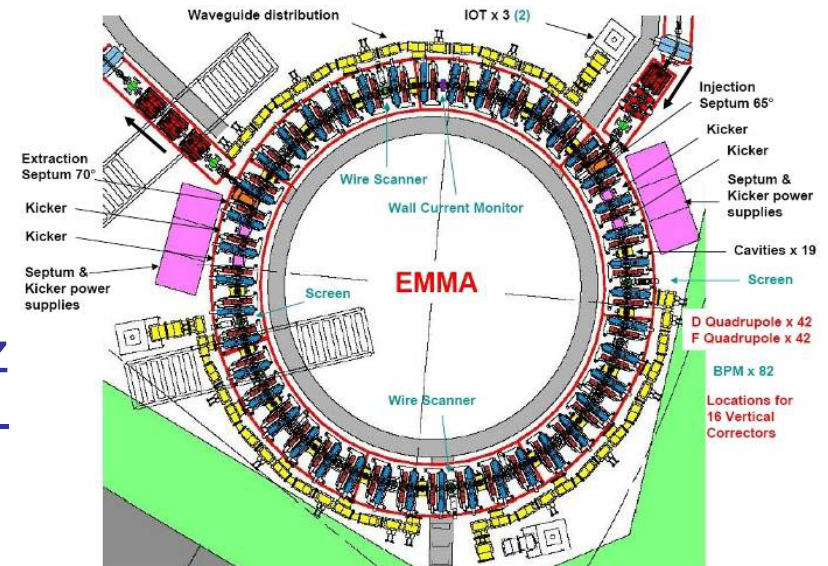 Waveguide distribution
IOT x 3 (2)
Injection
Septum 65°
Kicker
Kicker
Septum &
Kicker power
supplies
Cavities x 19
Screen
D Quadrupole x 42
F Quadrupole x 42
BPM x 82
Locations for
16 Vertical
Correctors
Extraction
Septum 70°
Kicker
Kicker
Septum &
Kicker power
supplies
Wire Scanner
Wall Current Monitor
EMMA
Screen
Wire Scanner
z